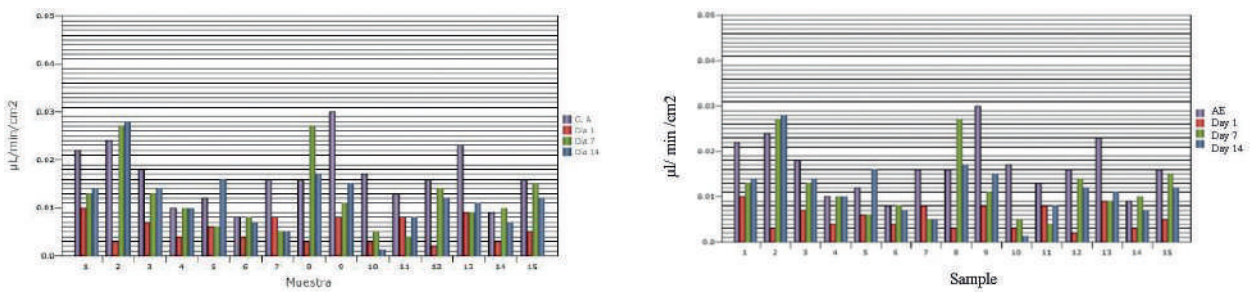 0.05
0.04
0.03
0.02
0.01
0.0
µL/min/cm2
1 2 3 4 5 6 7 8 9 10 11 12 13 14 15
Muestra
C. A
Día 1
Día 7
Día 14
0.05
0.04
0.03
0.02
0.01
0.0
µl/ min /cm2
1 2 3 4 5 6 7 8 9 10 11 12 13 14 15
Sample
AE
Day 1
Day 7
Day 14